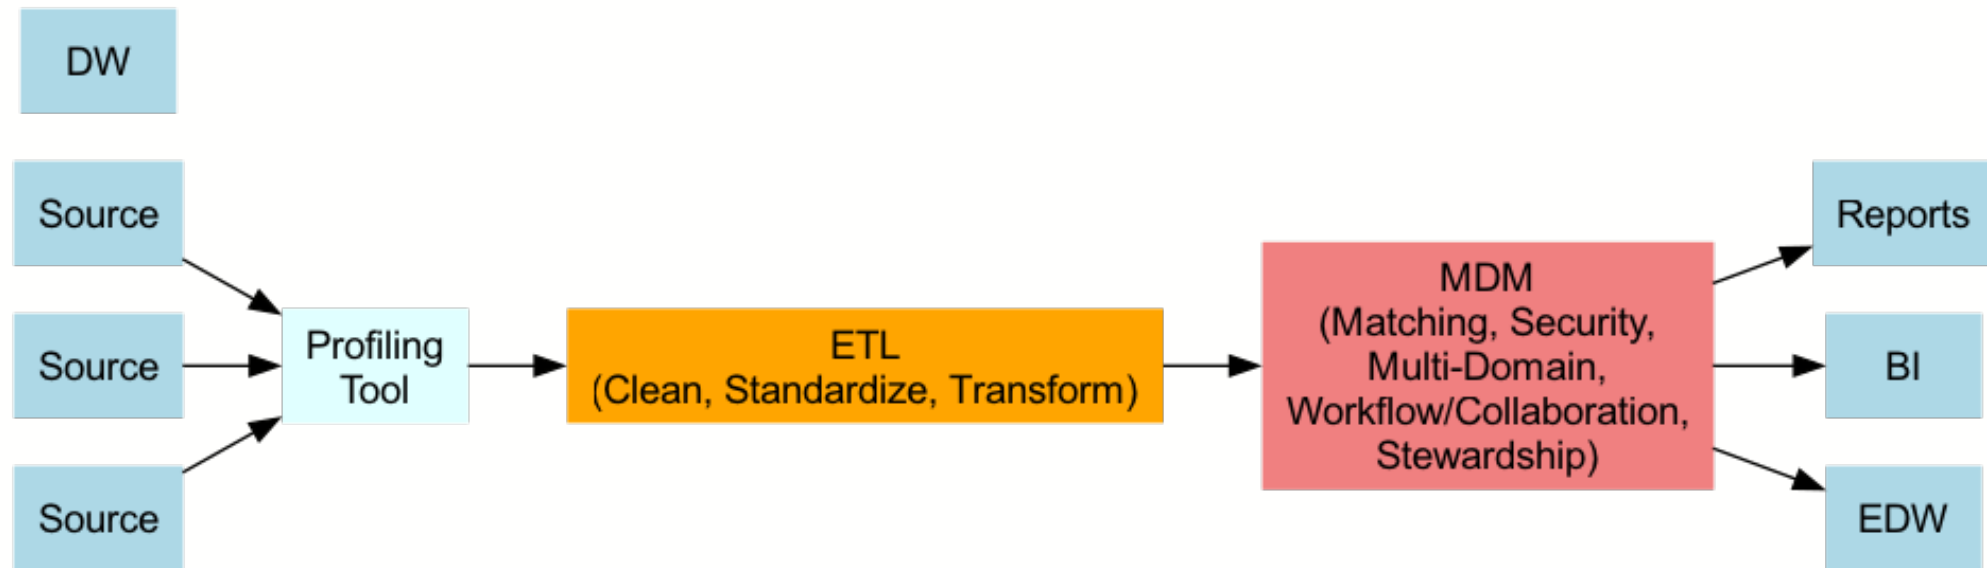 DW
Source
Source
Source
Profiling
Tool
ETL
(Clean, Standardize, Transform)
MDM
(Matching, Security,
Multi-Domain,
Workflow/Collaboration,
Stewardship)
Reports
BI
EDW